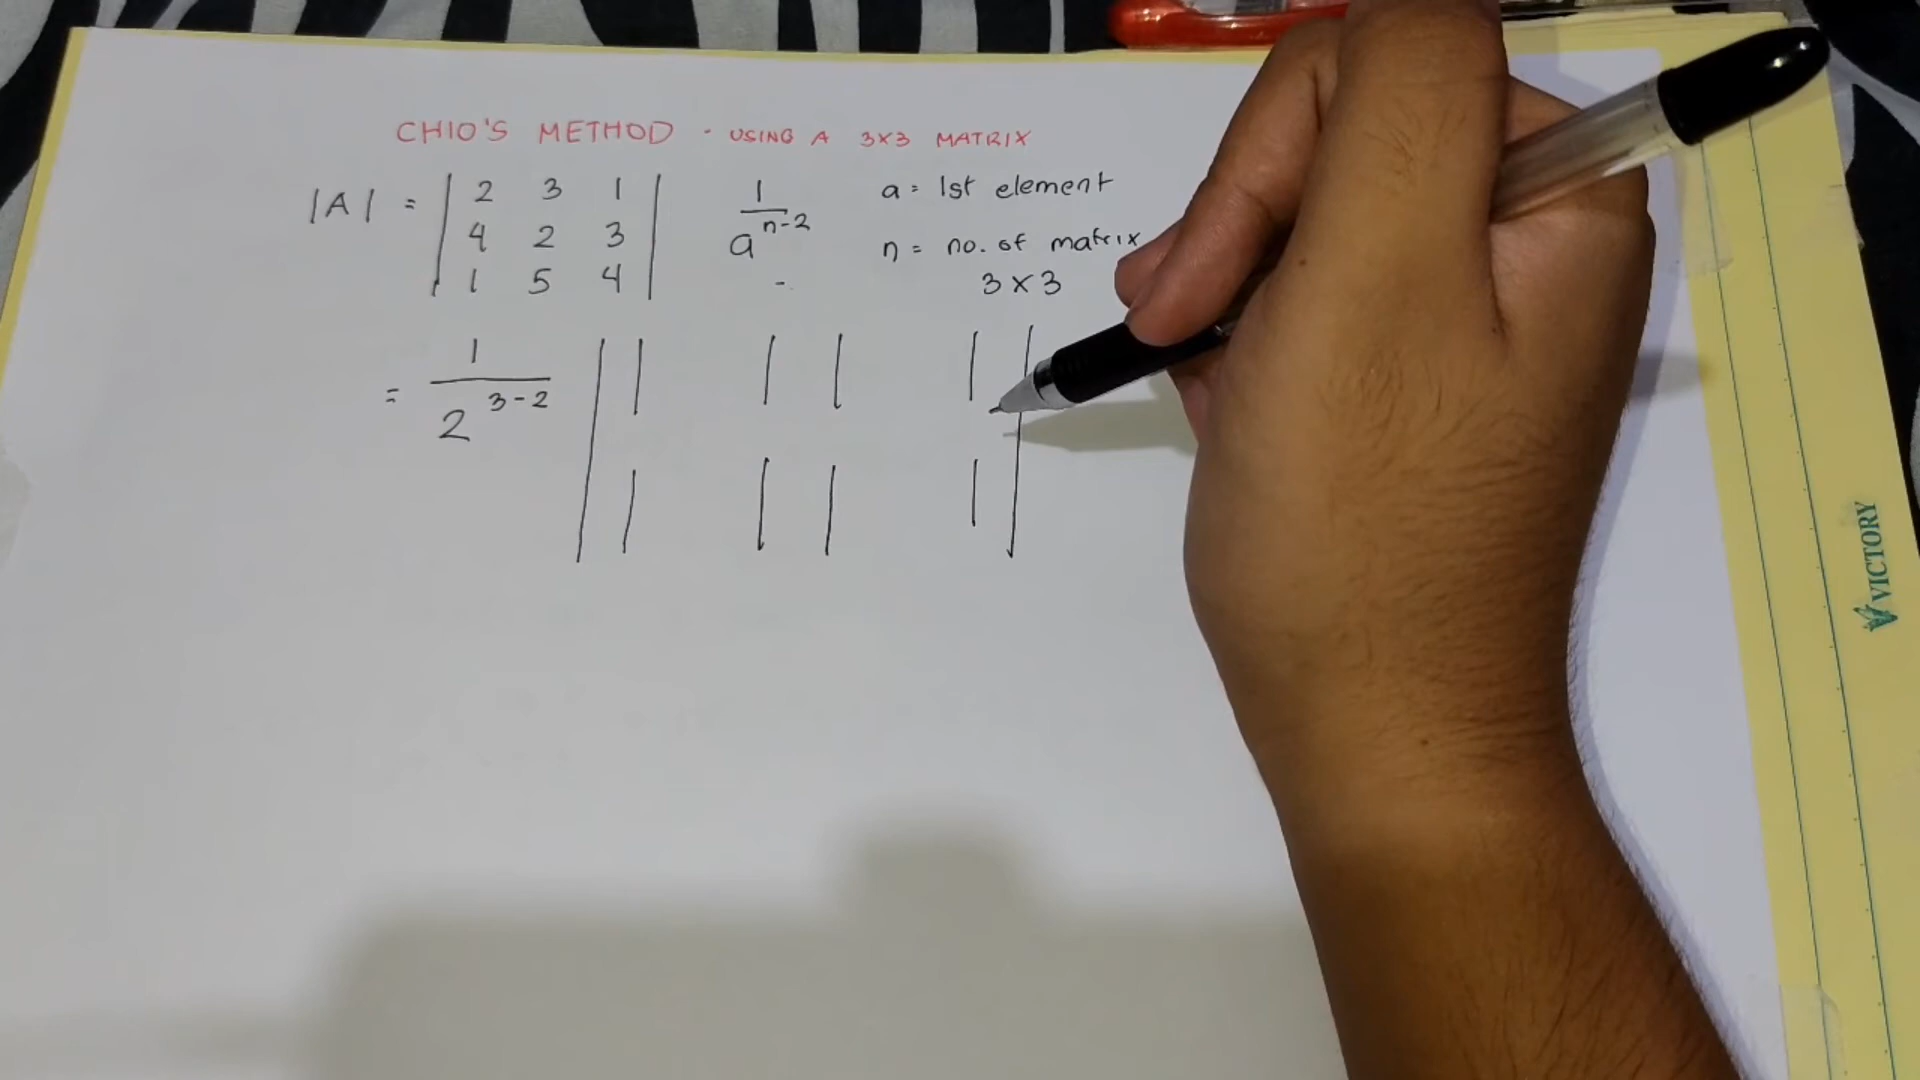 CHIO'S METHOD - USING A 3X3 MATRIX
|A| = | 2 3 1 |
| 4 2 3 |
| 1 5 4 |
1
a^n-2
a = 1st element
n = no. of matrix
3 X 3
= 1
2^3-2
VICTORY